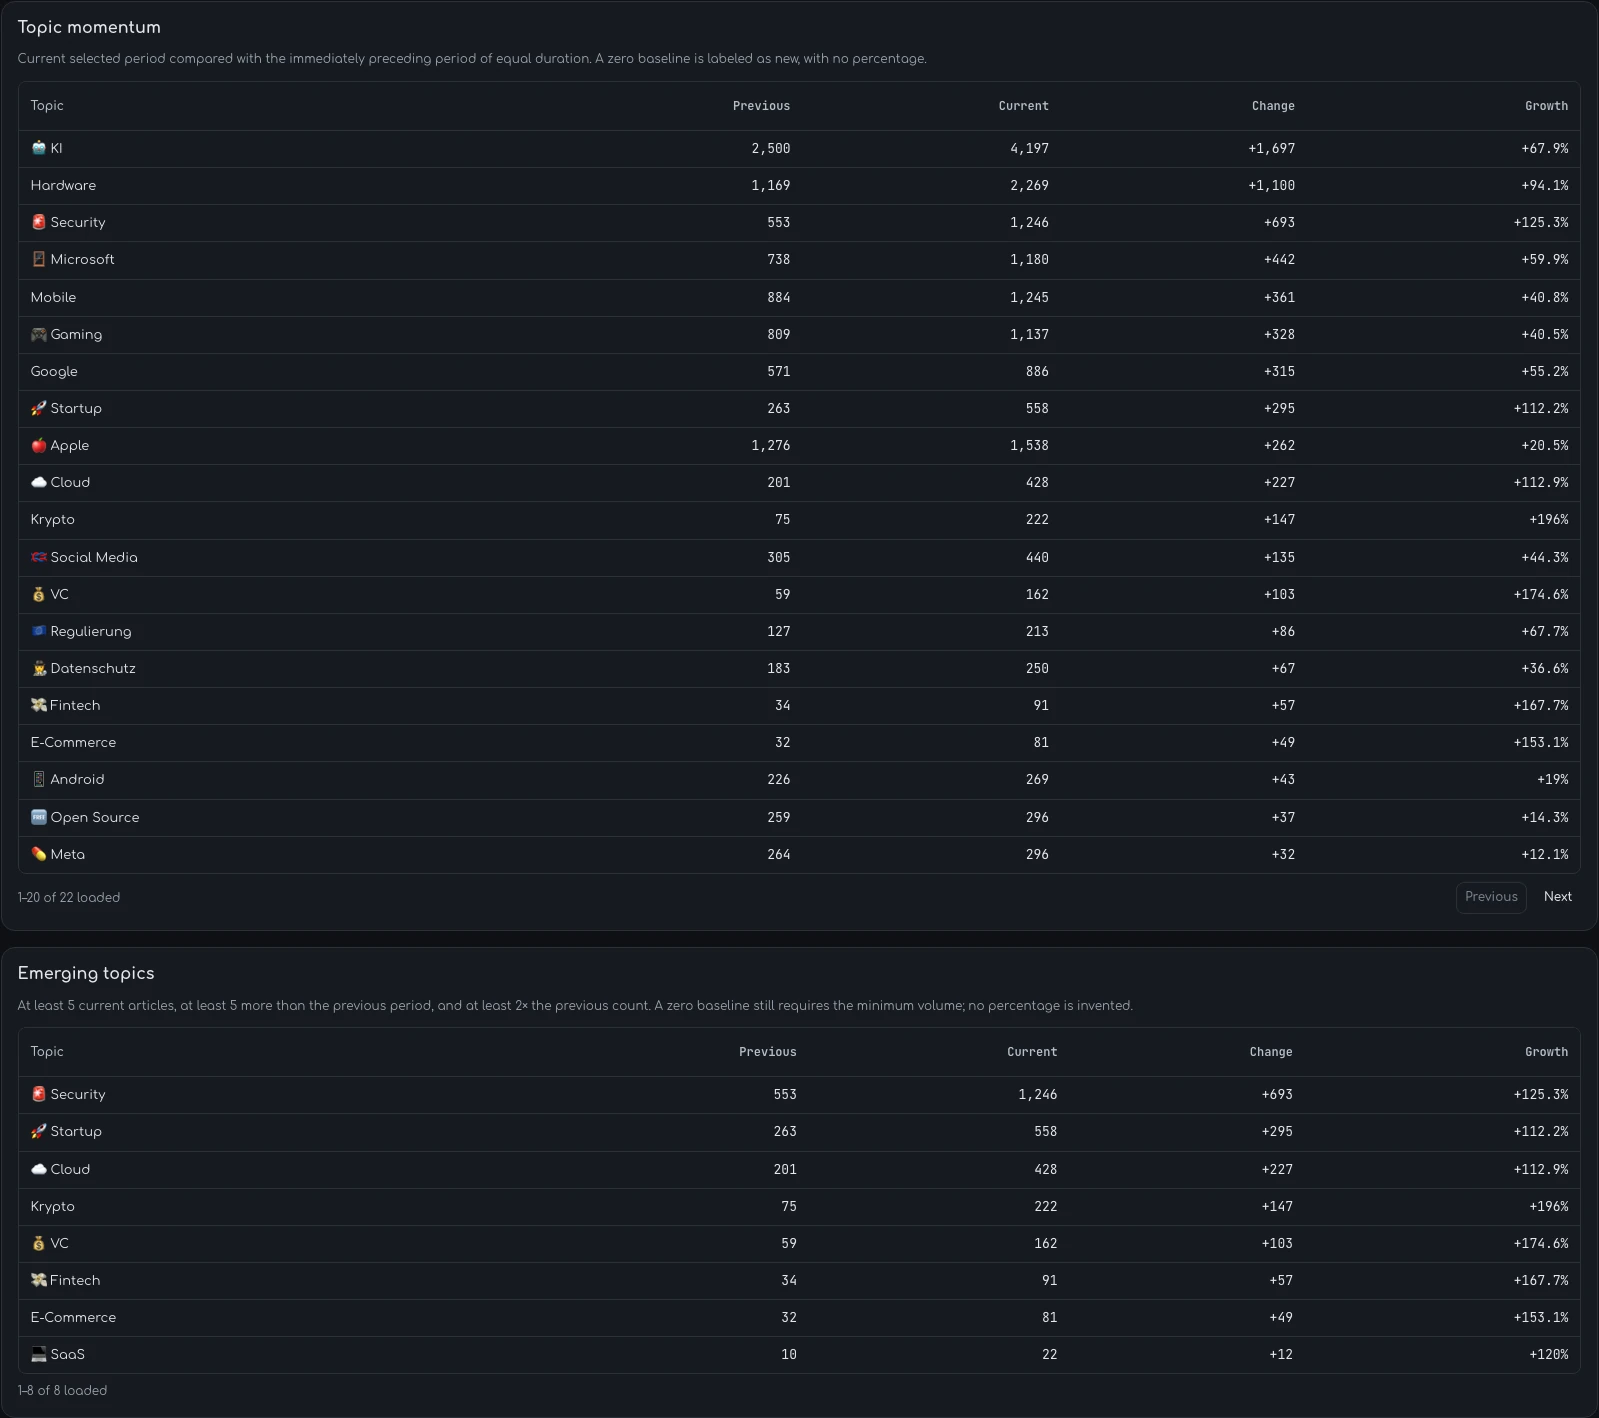 Topic momentum
Current selected period compared with the immediately preceding period of equal duration. A zero baseline is labeled as new, with no percentage.
Topic Previous Current Change Growth
KI 2,500 4,197 +1,697 +67.9%
Hardware 1,169 2,269 +1,100 +94.1%
Security 553 1,246 +693 +125.3%
Microsoft 738 1,180 +442 +59.9%
Mobile 884 1,245 +361 +40.8%
Gaming 809 1,137 +328 +40.5%
Google 571 886 +315 +55.2%
Startup 263 558 +295 +112.2%
Apple 1,276 1,538 +262 +20.5%
Cloud 201 428 +227 +112.9%
Krypto 75 222 +147 +196%
Social Media 305 440 +135 +44.3%
VC 59 162 +103 +174.6%
Regulierung 127 213 +86 +67.7%
Datenschutz 183 250 +67 +36.6%
Fintech 34 91 +57 +167.7%
E-Commerce 32 81 +49 +153.1%
Android 226 269 +43 +19%
Open Source 259 296 +37 +14.3%
Meta 264 296 +32 +12.1%
1–20 of 22 loaded Previous Next
Emerging topics
At least 5 current articles, at least 5 more than the previous period, and at least 2× the previous count. A zero baseline still requires the minimum volume; no percentage is invented.
Topic Previous Current Change Growth
Security 553 1,246 +693 +125.3%
Startup 263 558 +295 +112.2%
Cloud 201 428 +227 +112.9%
Krypto 75 222 +147 +196%
VC 59 162 +103 +174.6%
Fintech 34 91 +57 +167.7%
E-Commerce 32 81 +49 +153.1%
SaaS 10 22 +12 +120%
1–8 of 8 loaded